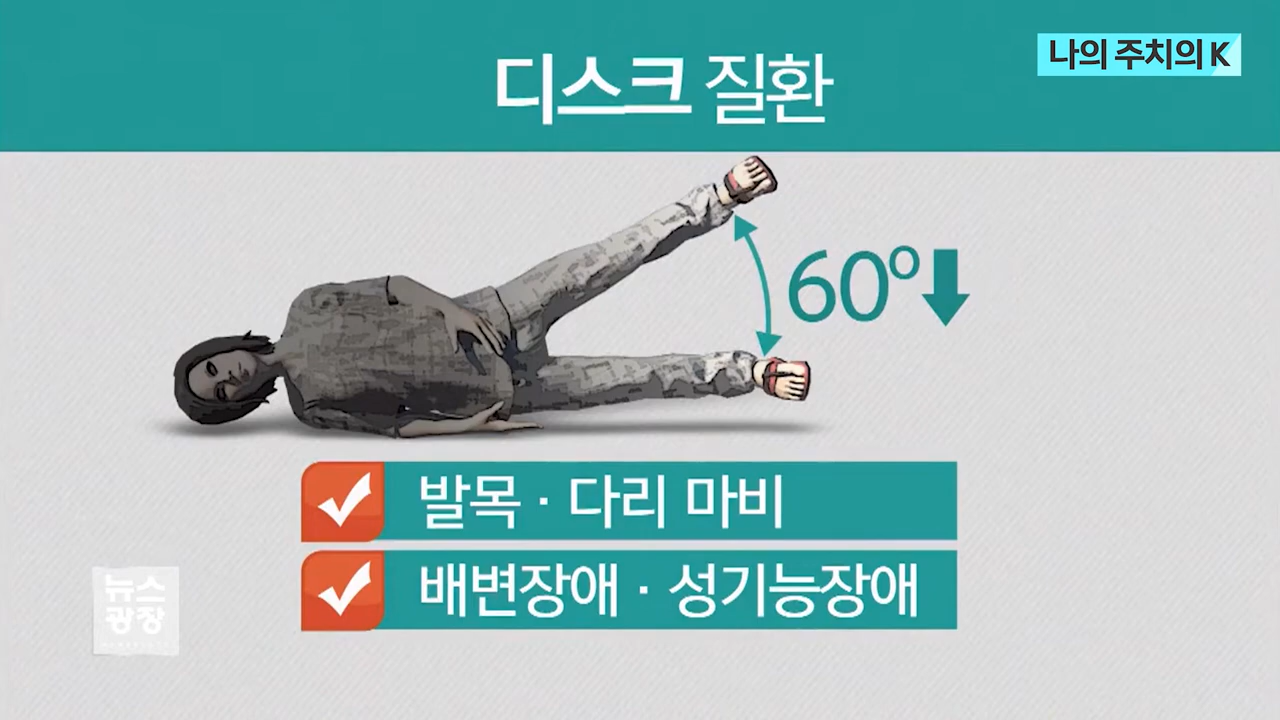 나의 주치의 K
디스크 질환
60° 
발목 · 다리 마비
배변장애 · 성기능장애
뉴스
광장